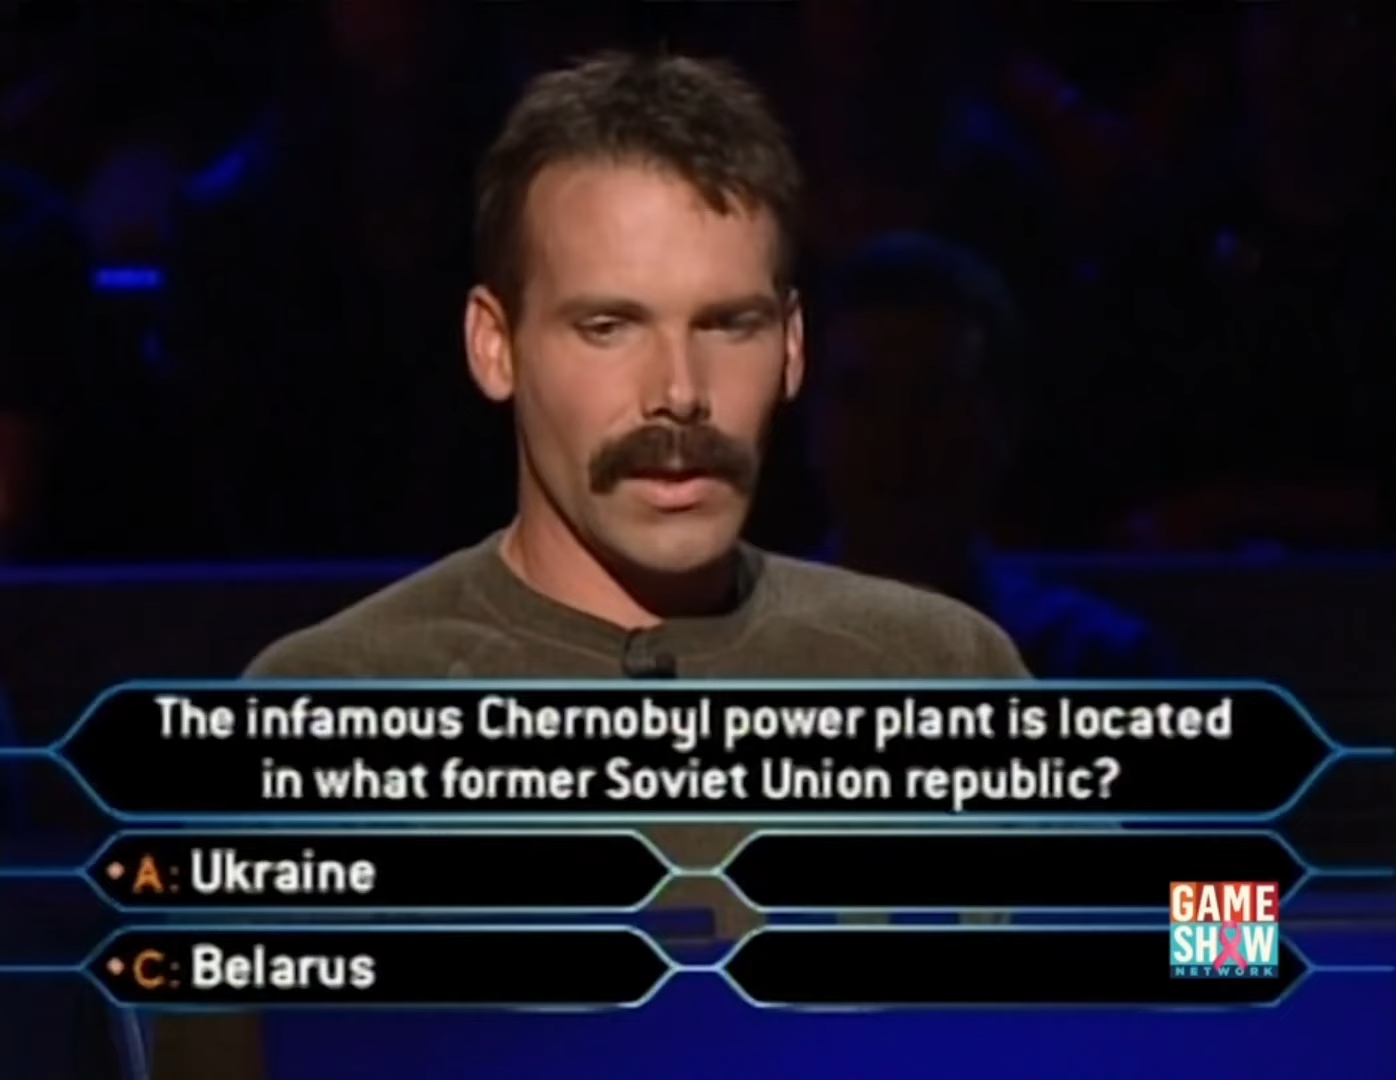 The infamous Chernobyl power plant is located
in what former Soviet Union republic?
A: Ukraine
C: Belarus
GAME
SHOW
NETWORK